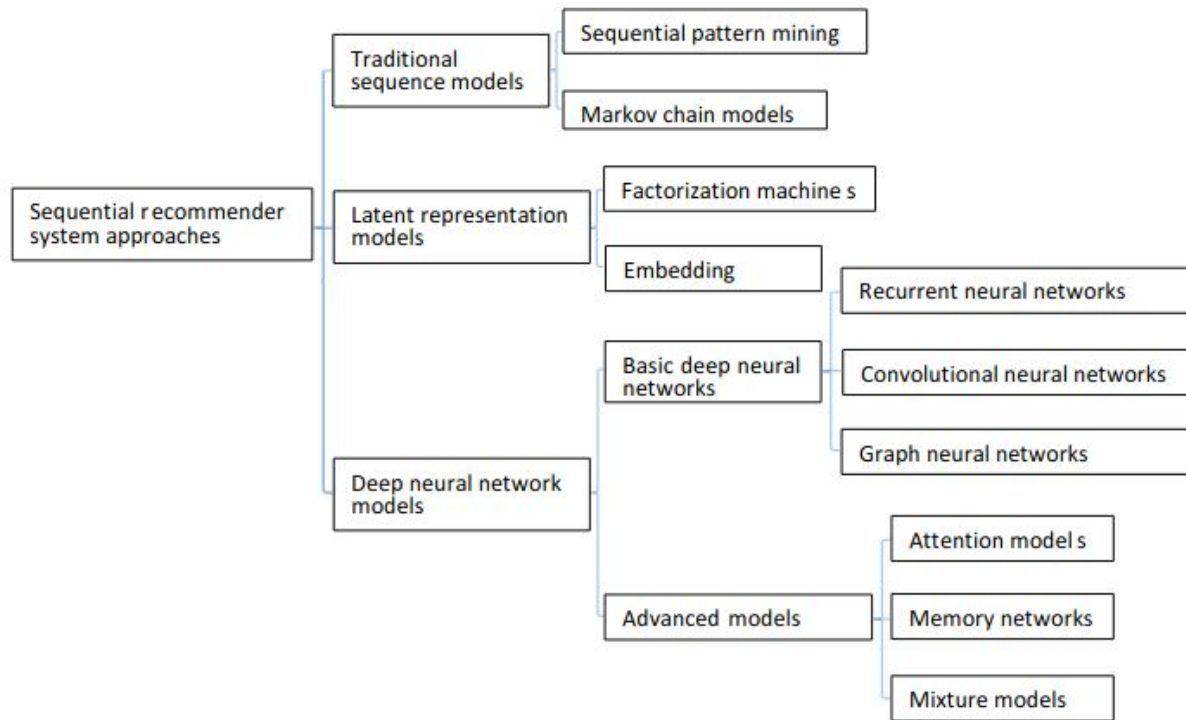 Sequential recommender
system approaches
Traditional
sequence models
Sequential pattern mining
Markov chain models
Latent representation
models
Factorization machine s
Embedding
Deep neural network
models
Basic deep neural
networks
Recurrent neural networks
Convolutional neural networks
Graph neural networks
Advanced models
Attention model s
Memory networks
Mixture models